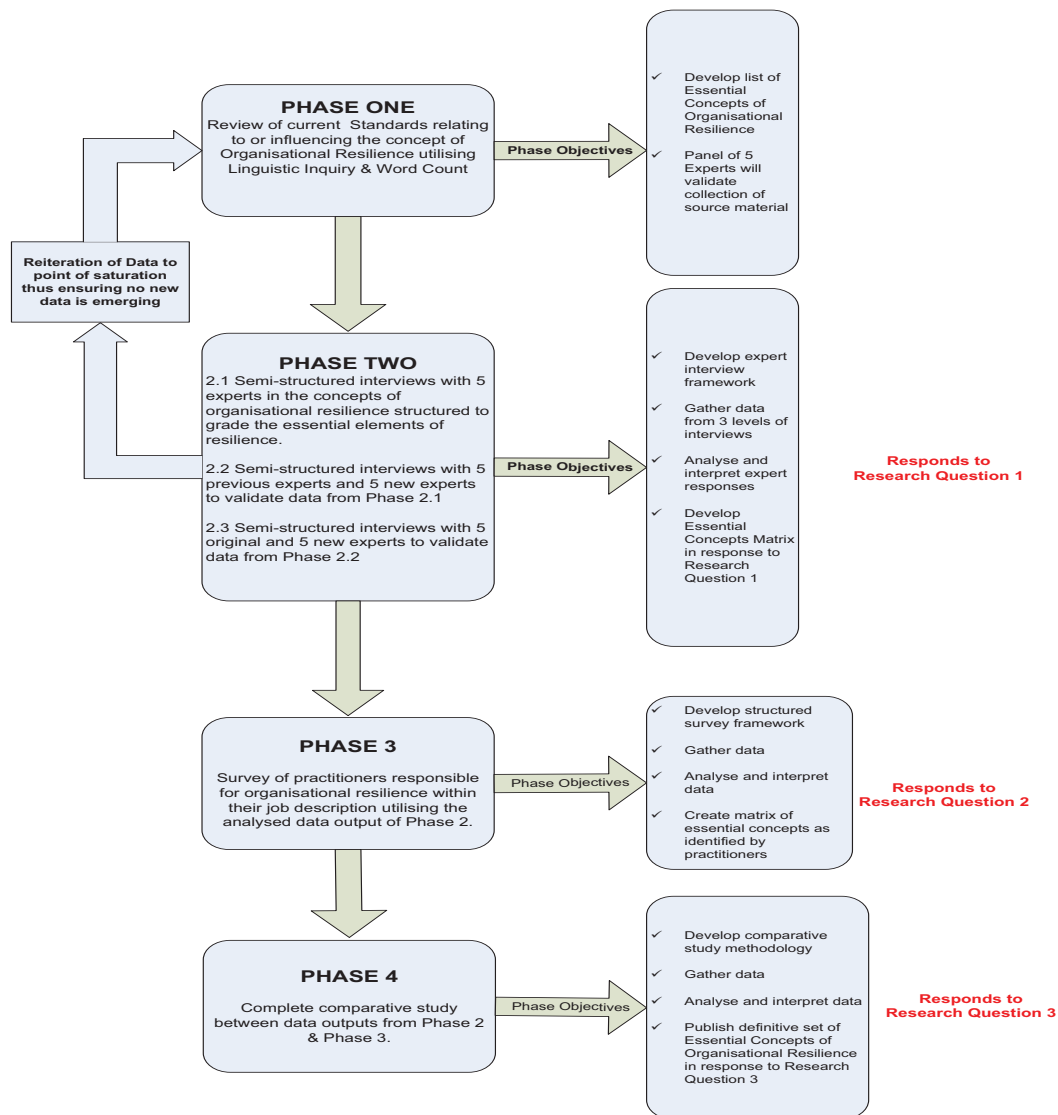 PHASE ONE
Review of current Standards relating
to or influencing the concept of
Organisational Resilience utilising
Linguistic Inquiry & Word Count
Phase Objectives
✓ Develop list of
Essential
Concepts of
Organisational
Resilience
✓ Panel of 5
Experts will
validate
collection of
source material
Reiteration of Data to
point of saturation
thus ensuring no new
data is emerging
PHASE TWO
2.1 Semi-structured interviews with 5
experts in the concepts of
organisational resilience structured to
grade the essential elements of
resilience.
2.2 Semi-structured interviews with 5
previous experts and 5 new experts
to validate data from Phase 2.1
2.3 Semi-structured interviews with 5
original and 5 new experts to validate
data from Phase 2.2
Phase Objectives
✓ Develop expert
interview
framework
✓ Gather data
from 3 levels of
interviews
✓ Analyse and
interpret expert
responses
✓ Develop
Essential
Concepts Matrix
in response to
Research
Question 1
Responds to
Research Question 1
PHASE 3
Survey of practitioners responsible
for organisational resilience within
their job description utilising the
analysed data output of Phase 2.
Phase Objectives
✓ Develop structured
survey framework
✓ Gather data
✓ Analyse and interpret
data
✓ Create matrix of
essential concepts as
identified by
practitioners
Responds to
Research Question 2
PHASE 4
Complete comparative study
between data outputs from Phase 2
& Phase 3.
Phase Objectives
✓ Develop comparative
study methodology
✓ Gather data
✓ Analyse and interpret data
✓ Publish definitive set of
Essential Concepts of
Organisational Resilience
in response to Research
Question 3
Responds to
Research Question 3